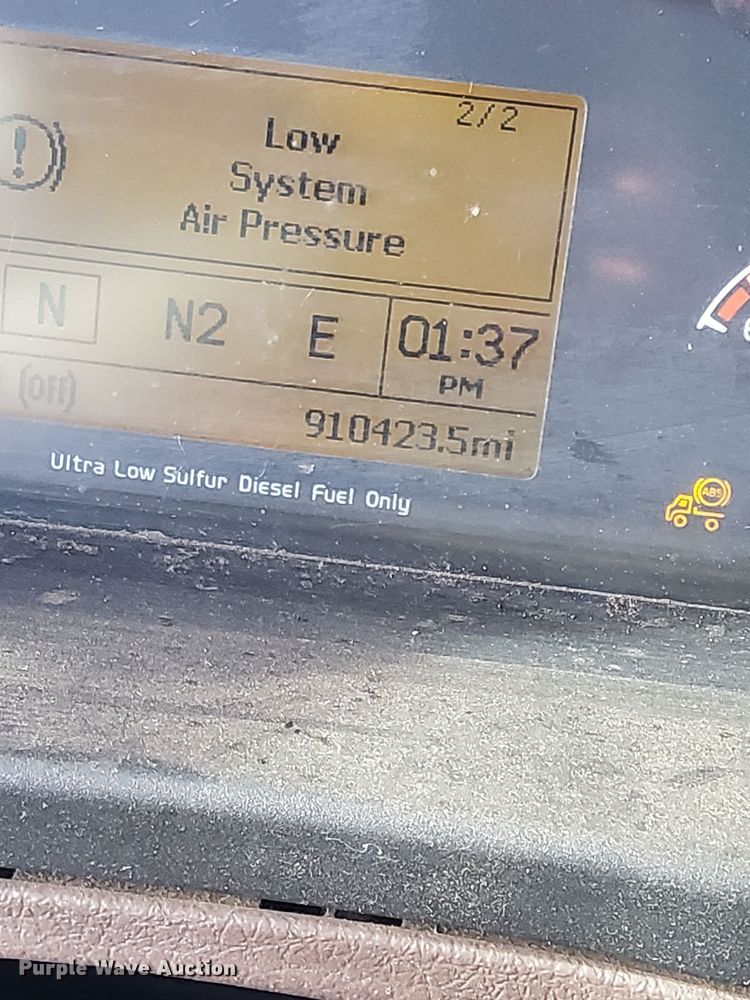 2/2
Low
System
Air Pressure
N N2 E 01:37
PM
(OFF)
910423.5mi
Ultra Low Sulfur Diesel Fuel Only
ABS
Purple Wave Auction